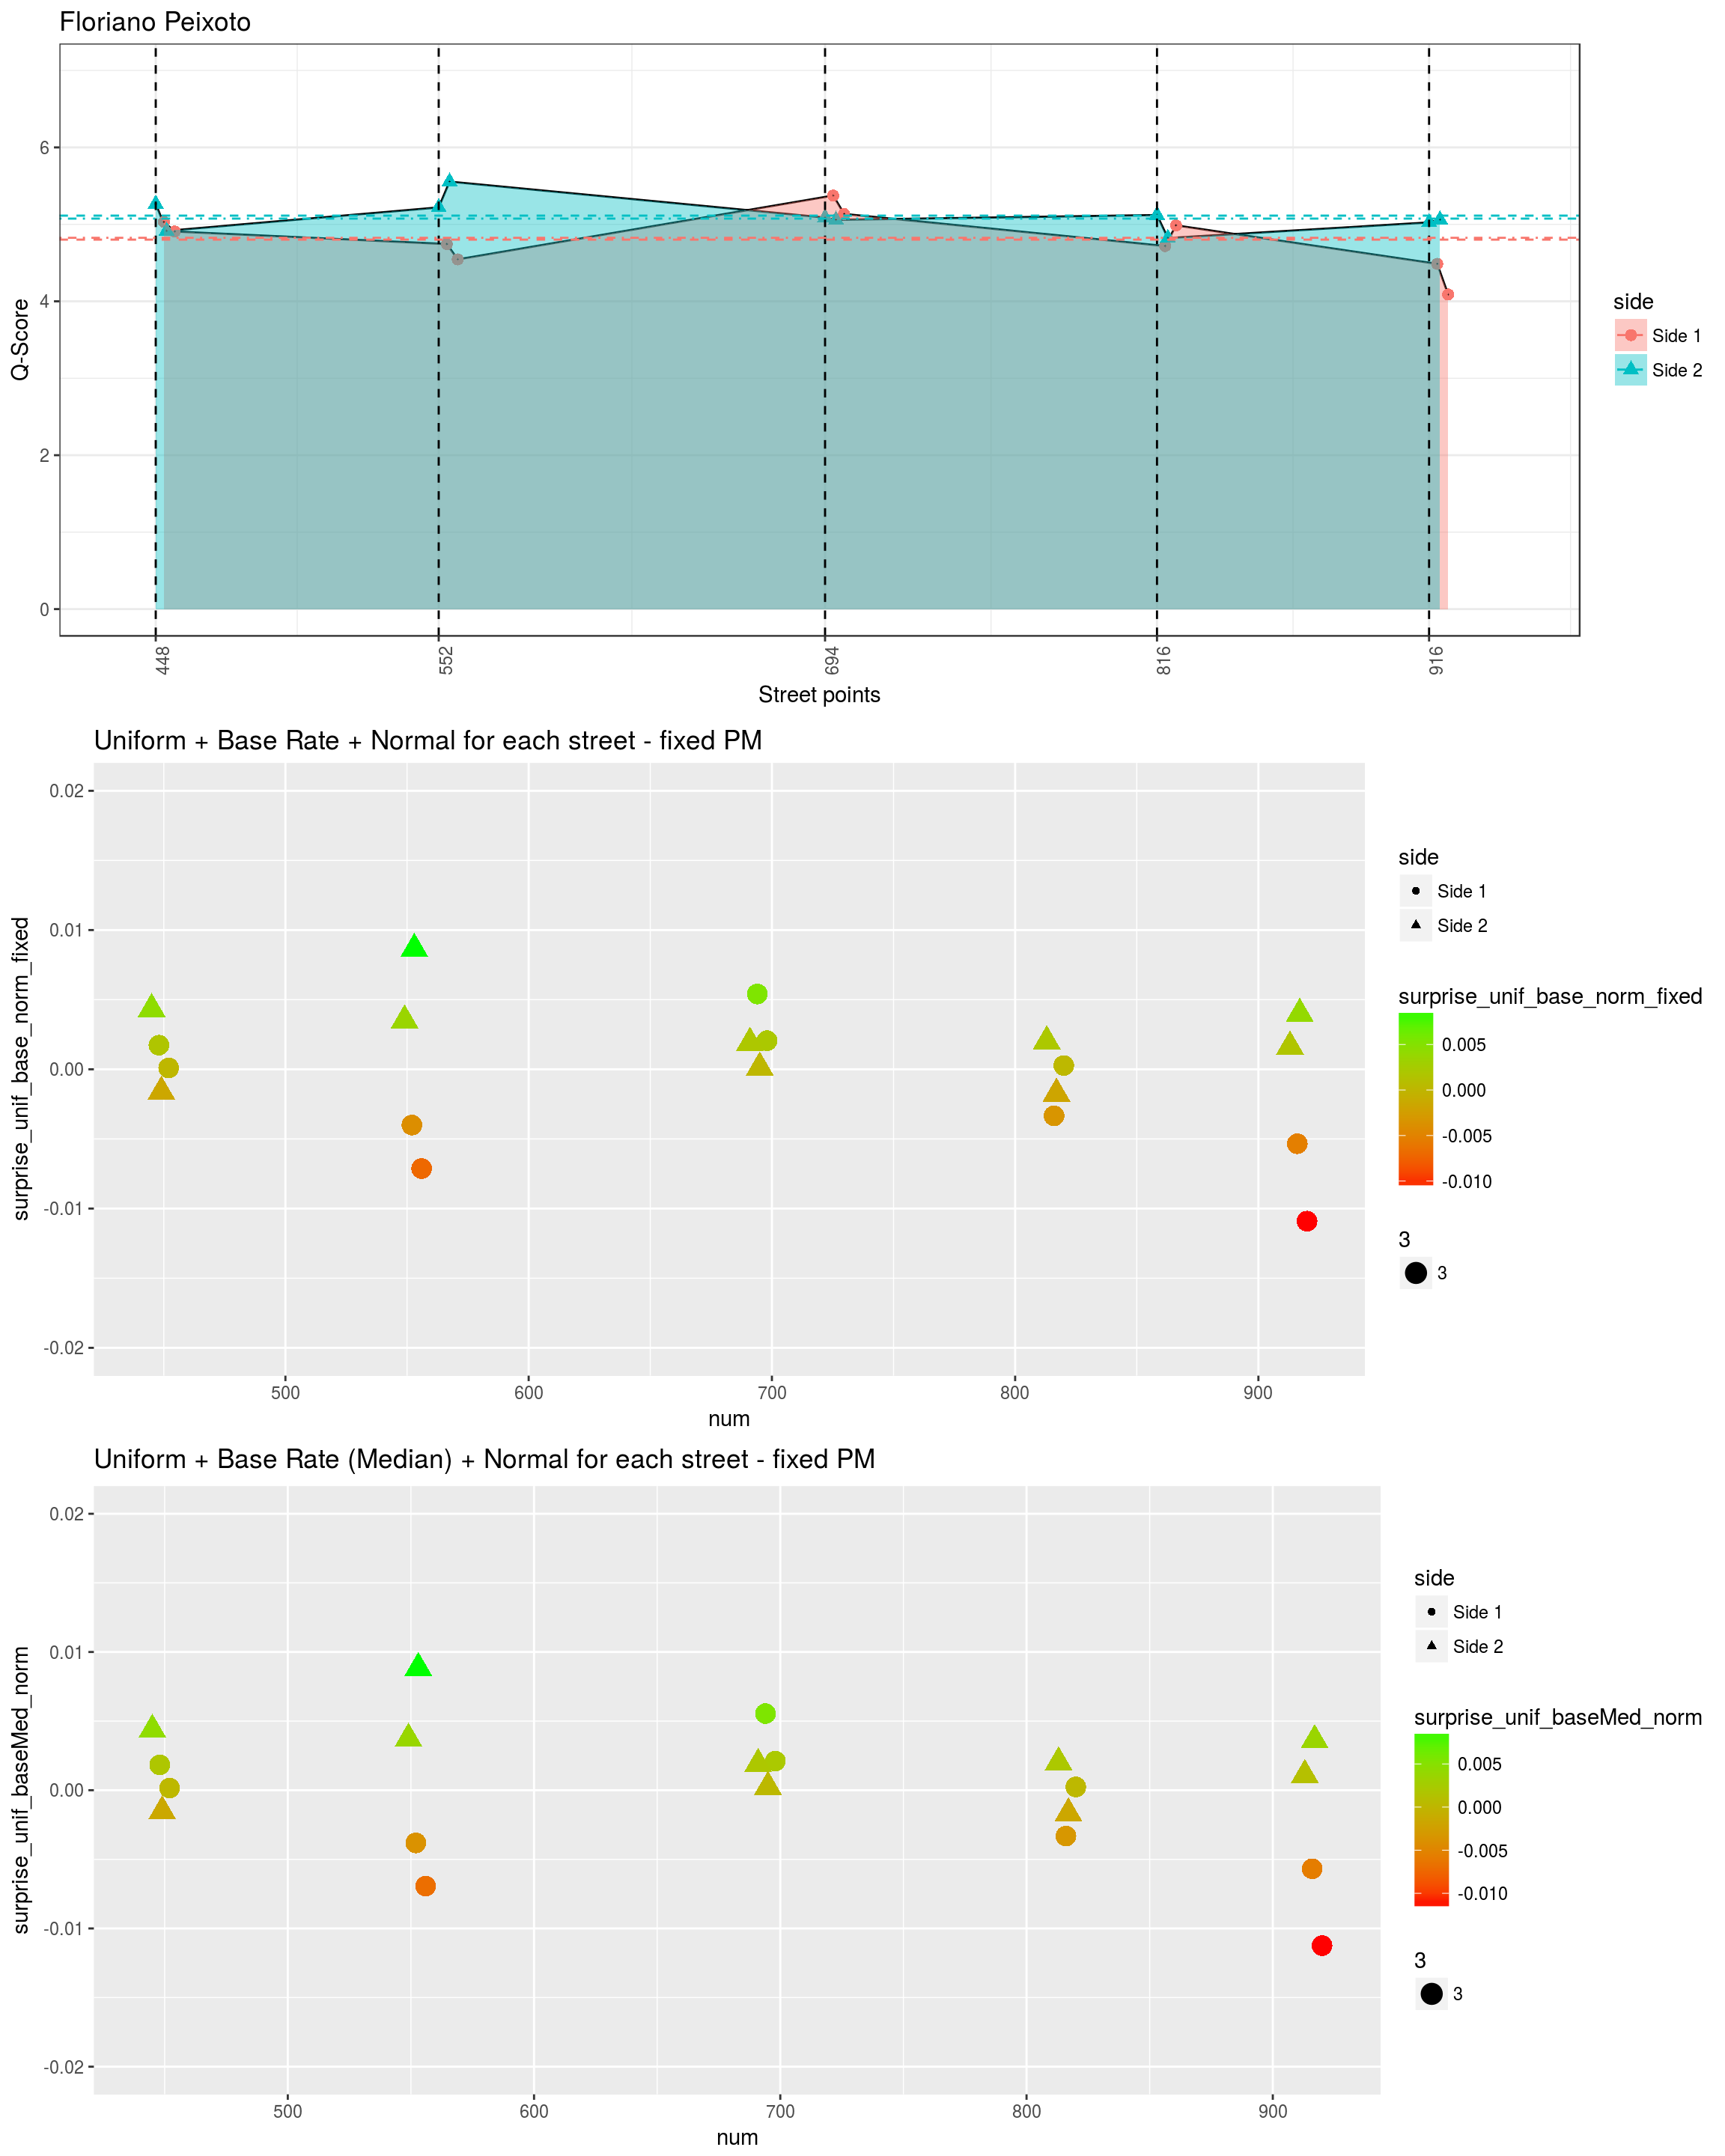 Floriano Peixoto
6
4
2
0
Q-Score
448
552
694
816
916
Street points
side
Side 1
Side 2
Uniform + Base Rate + Normal for each street - fixed PM
0.02
0.01
0.00
-0.01
-0.02
surprise_unif_base_norm_fixed
500
600
700
800
900
num
side
Side 1
Side 2
surprise_unif_base_norm_fixed
0.005
0.000
-0.005
-0.010
3
3
Uniform + Base Rate (Median) + Normal for each street - fixed PM
0.02
0.01
0.00
-0.01
-0.02
surprise_unif_baseMed_norm
500
600
700
800
900
num
side
Side 1
Side 2
surprise_unif_baseMed_norm
0.005
0.000
-0.005
-0.010
3
3